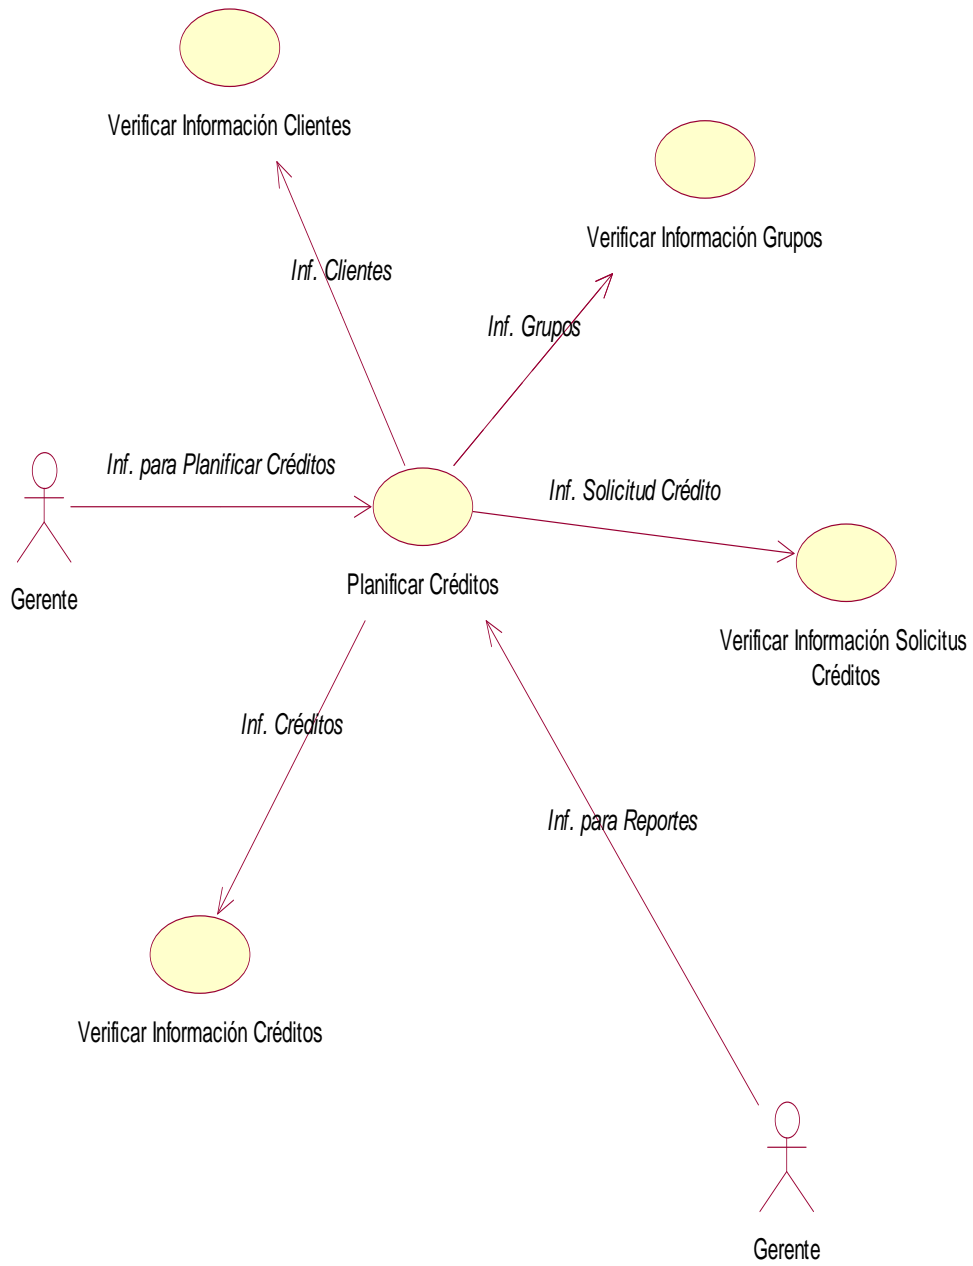 Verificar Información Clientes
Verificar Información Grupos
Inf. Clientes
Inf. Grupos
Inf. para Planificar Créditos
Inf. Solicitud Crédito
Planificar Créditos
Gerente
Verificar Información Solicitus
Créditos
Inf. Créditos
Inf. para Reportes
Verificar Información Créditos
Gerente